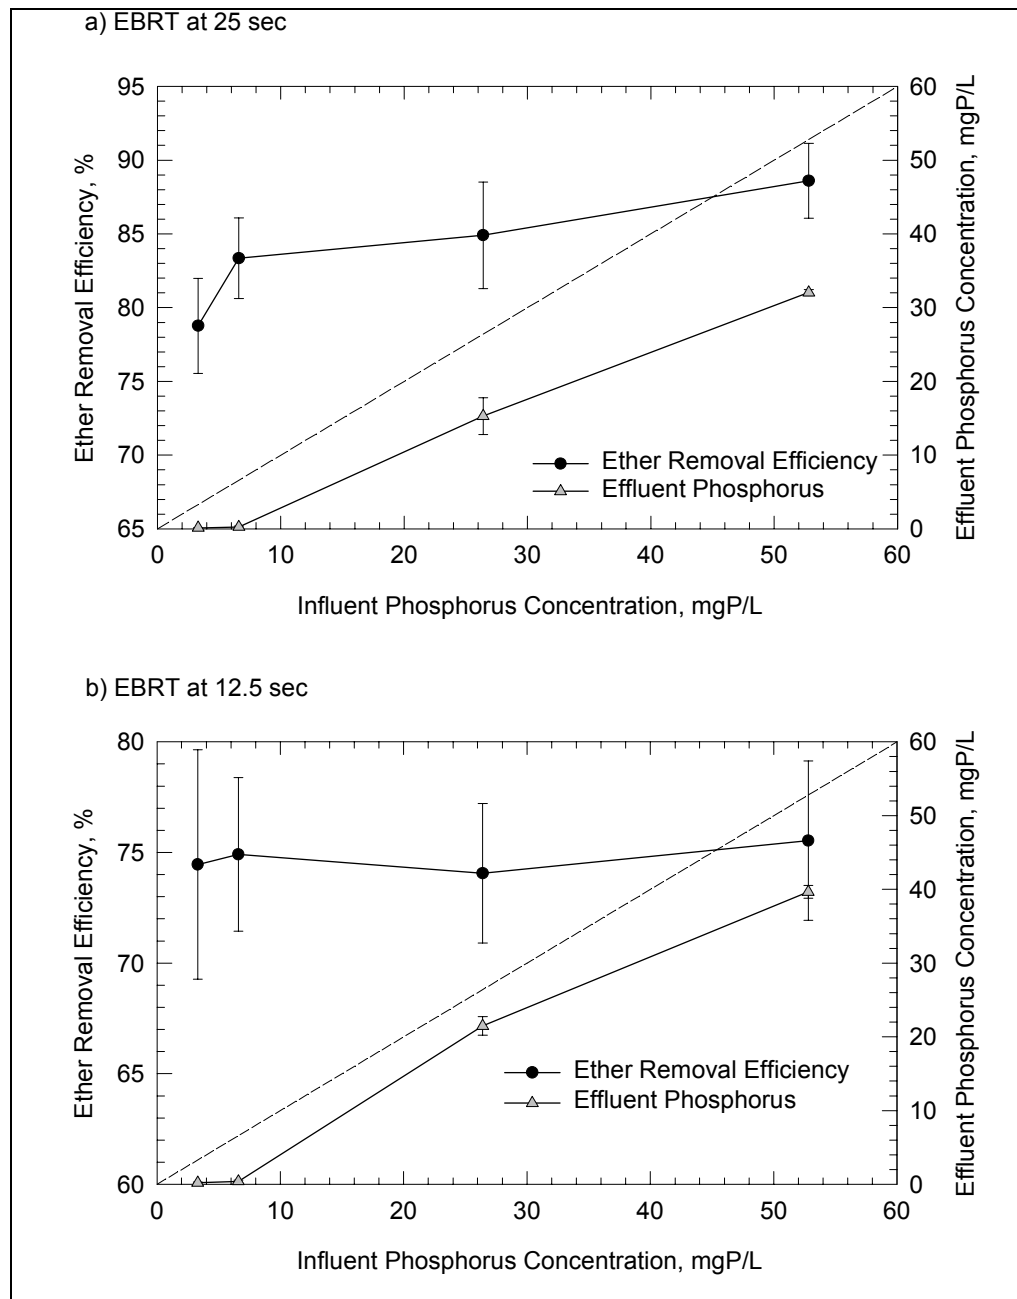 a) EBRT at 25 sec
95
90
85
80
75
70
65
Ether Removal Efficiency, %
60
50
40
30
20
10
0
Effluent Phosphorus Concentration, mgP/L
Ether Removal Efficiency
Effluent Phosphorus
0 10 20 30 40 50 60
Influent Phosphorus Concentration, mgP/L
b) EBRT at 12.5 sec
80
75
70
65
60
Ether Removal Efficiency, %
60
50
40
30
20
10
0
Effluent Phosphorus Concentration, mgP/L
Ether Removal Efficiency
Effluent Phosphorus
0 10 20 30 40 50 60
Influent Phosphorus Concentration, mgP/L